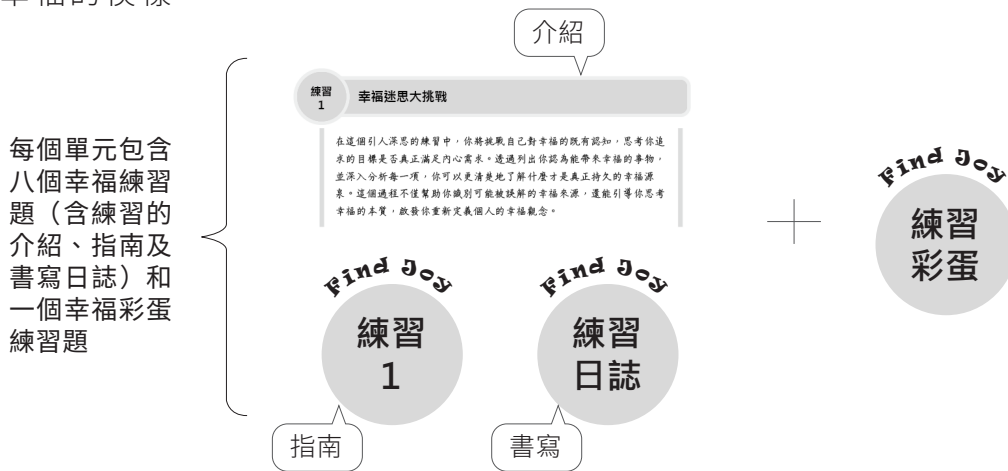 幸福的模樣
介紹
練習
1
幸福迷思大挑戰
在這個引人深思的練習中，你將挑戰自己對幸福的既有認知，思考你追
求的目標是否真正滿足內心需求。透過列出你認為能帶來幸福的事物，
並深入分析每一項，你可以更清楚地了解什麼才是真正持久的幸福源
泉。這個過程不僅幫助你識別可能被誤解的幸福來源，還能引導你思考
幸福的本質，啟發你重新定義個人的幸福觀念。
每個單元包含
八個幸福練習
題（含練習的
介紹、指南及
書寫日誌）和
一個幸福彩蛋
練習題
Find Joy
練習
1
指南
Find Joy
練習
日誌
書寫
Find Joy
練習
彩蛋